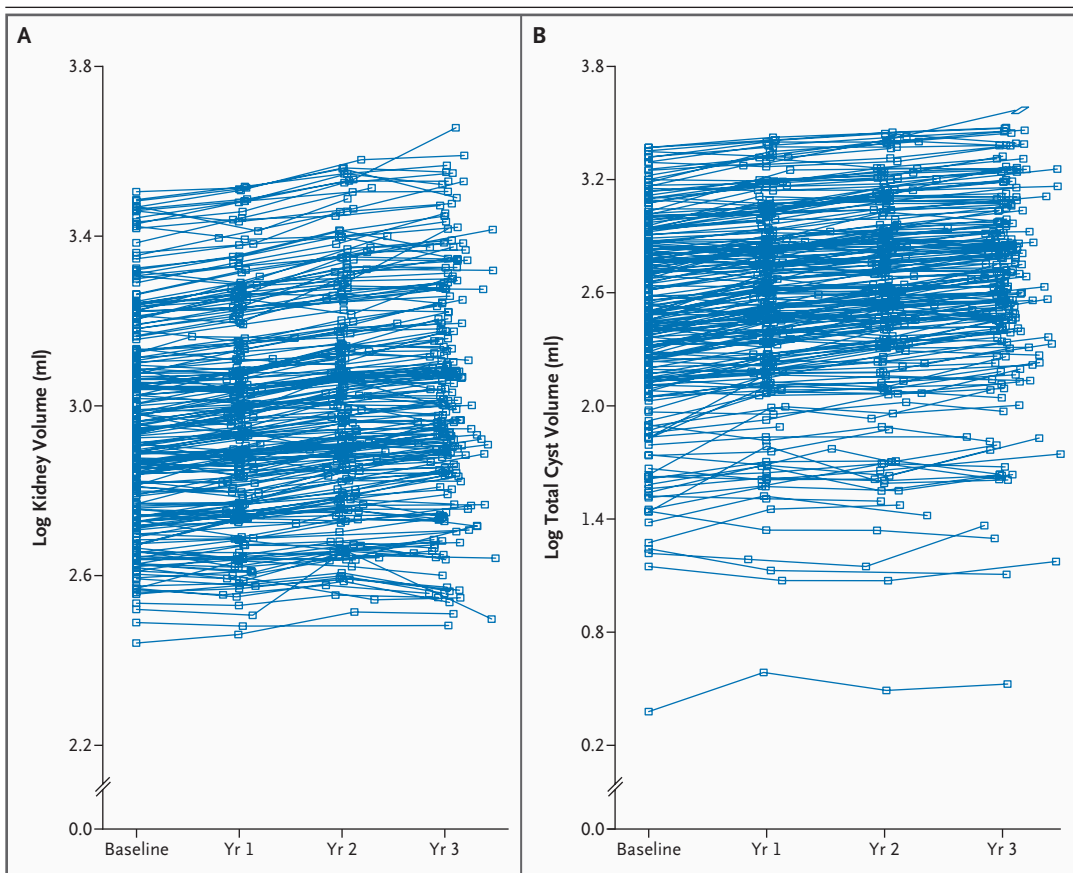 A
3.8
3.4
3.0
2.6
2.2
0.0
Log Kidney Volume (ml)
Baseline Yr 1 Yr 2 Yr 3
B
3.8
3.2
2.6
2.0
1.4
0.8
0.2
0.0
Log Total Cyst Volume (ml)
Baseline Yr 1 Yr 2 Yr 3